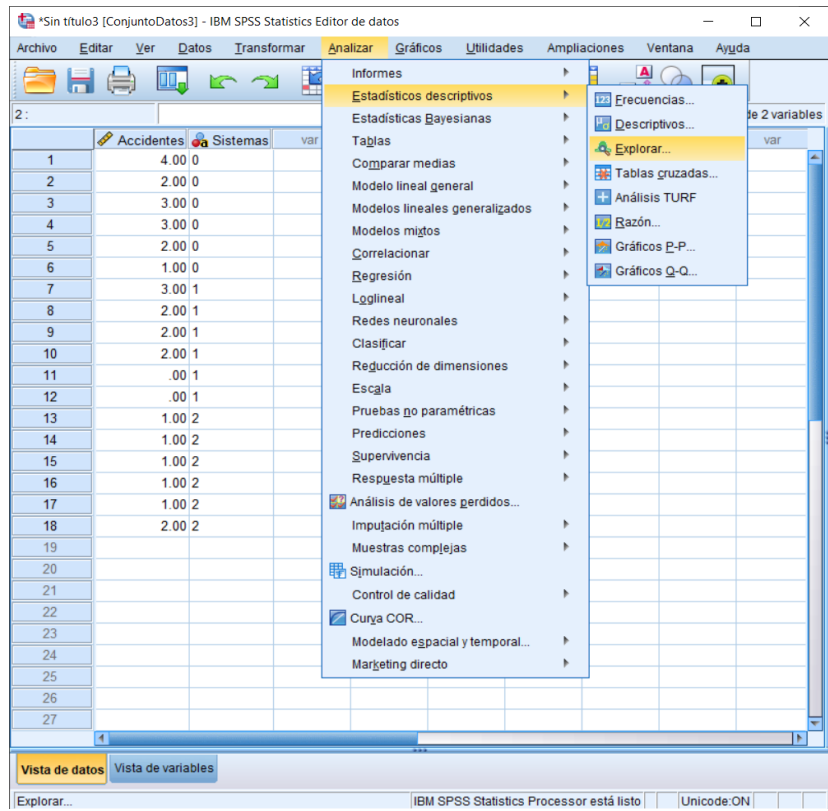 *Sin título3 [ConjuntoDatos3] - IBM SPSS Statistics Editor de datos
Archivo Editar Ver Datos Transformar Analizar Gráficos Utilidades Ampliaciones Ventana Ayuda
2 :
de 2 variables
Accidentes Sistemas var var
1 4.00 0
2 2.00 0
3 3.00 0
4 3.00 0
5 2.00 0
6 1.00 0
7 3.00 1
8 2.00 1
9 2.00 1
10 2.00 1
11 .00 1
12 .00 1
13 1.00 2
14 1.00 2
15 1.00 2
16 1.00 2
17 1.00 2
18 2.00 2
19
20
21
22
23
24
25
26
27
Informes
Estadísticos descriptivos
Estadísticas Bayesianas
Tablas
Comparar medias
Modelo lineal general
Modelos lineales generalizados
Modelos mixtos
Correlacionar
Regresión
Loglineal
Redes neuronales
Clasificar
Reducción de dimensiones
Escala
Pruebas no paramétricas
Predicciones
Supervivencia
Respuesta múltiple
Análisis de valores perdidos...
Imputación múltiple
Muestras complejas
Simulación...
Control de calidad
Curva COR...
Modelado espacial y temporal...
Marketing directo
Frecuencias...
Descriptivos...
Explorar...
Tablas cruzadas...
Análisis TURF
Razón...
Gráficos P-P...
Gráficos Q-Q...
Vista de datos Vista de variables
Explorar... IBM SPSS Statistics Processor está listo Unicode:ON